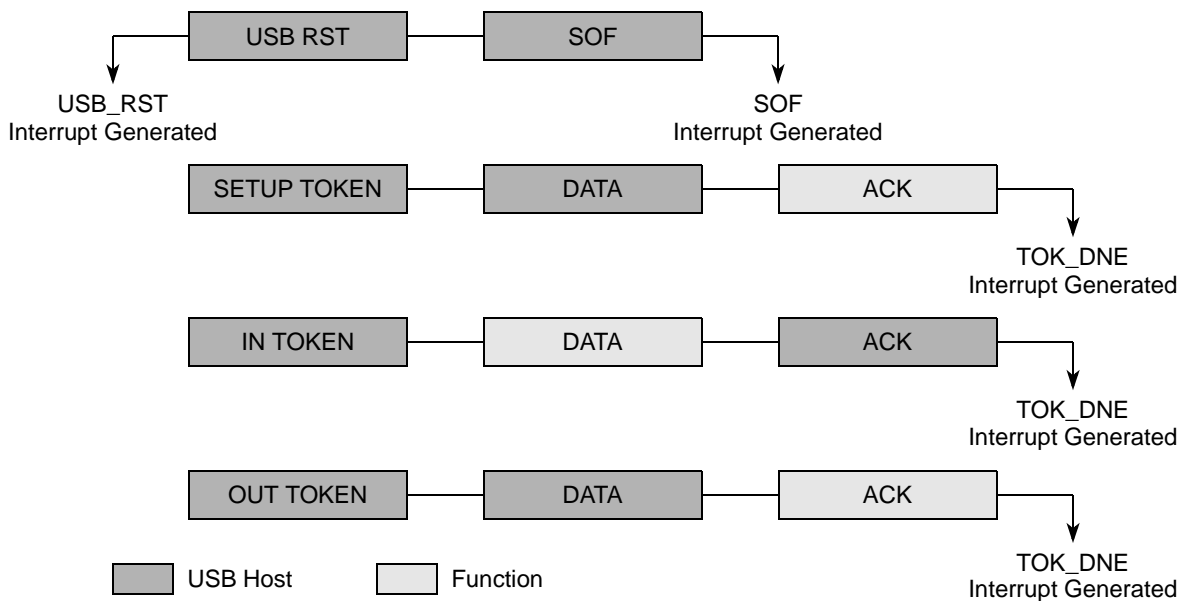 USB RST
SOF
USB_RST
Interrupt Generated
SOF
Interrupt Generated
SETUP TOKEN
DATA
ACK
TOK_DNE
Interrupt Generated
IN TOKEN
DATA
ACK
TOK_DNE
Interrupt Generated
OUT TOKEN
DATA
ACK
TOK_DNE
Interrupt Generated
USB Host
Function